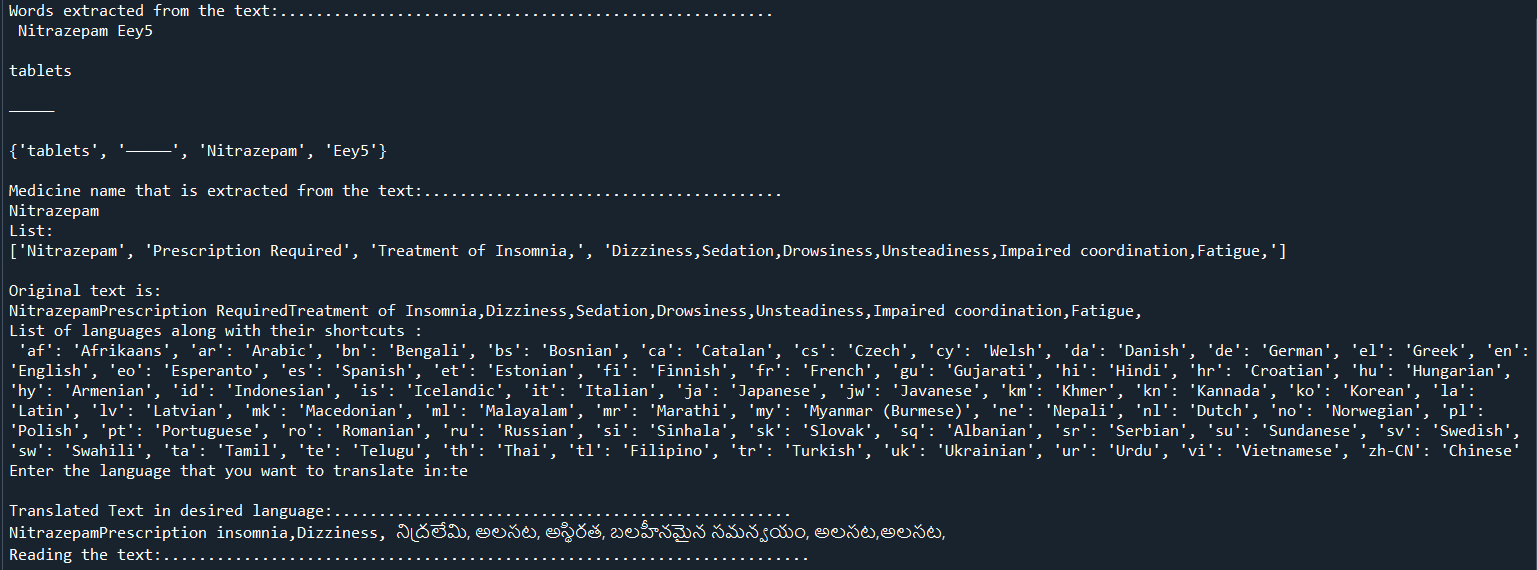 Words extracted from the text:.......................................................
Nitrazepam Eey5
tablets
—————
{'tablets', '—————', 'Nitrazepam', 'Eey5'}
Medicine name that is extracted from the text:........................................
Nitrazepam
List:
['Nitrazepam', 'Prescription Required', 'Treatment of Insomnia,', 'Dizziness,Sedation,Drowsiness,Unsteadiness,Impaired coordination,Fatigue,']
Original text is:
NitrazepamPrescription RequiredTreatment of Insomnia,Dizziness,Sedation,Drowsiness,Unsteadiness,Impaired coordination,Fatigue,
List of languages along with their shortcuts :
'af': 'Afrikaans', 'ar': 'Arabic', 'bn': 'Bengali', 'bs': 'Bosnian', 'ca': 'Catalan', 'cs': 'Czech', 'cy': 'Welsh', 'da': 'Danish', 'de': 'German', 'el': 'Greek', 'en':
'English', 'eo': 'Esperanto', 'es': 'Spanish', 'et': 'Estonian', 'fi': 'Finnish', 'fr': 'French', 'gu': 'Gujarati', 'hi': 'Hindi', 'hr': 'Croatian', 'hu': 'Hungarian',
'hy': 'Armenian', 'id': 'Indonesian', 'is': 'Icelandic', 'it': 'Italian', 'ja': 'Japanese', 'jw': 'Javanese', 'km': 'Khmer', 'kn': 'Kannada', 'ko': 'Korean', 'la':
'Latin', 'lv': 'Latvian', 'mk': 'Macedonian', 'ml': 'Malayalam', 'mr': 'Marathi', 'my': 'Myanmar (Burmese)', 'ne': 'Nepali', 'nl': 'Dutch', 'no': 'Norwegian', 'pl':
'Polish', 'pt': 'Portuguese', 'ro': 'Romanian', 'ru': 'Russian', 'si': 'Sinhala', 'sk': 'Slovak', 'sq': 'Albanian', 'sr': 'Serbian', 'su': 'Sundanese', 'sv': 'Swedish',
'sw': 'Swahili', 'ta': 'Tamil', 'te': 'Telugu', 'th': 'Thai', 'tl': 'Filipino', 'tr': 'Turkish', 'uk': 'Ukrainian', 'ur': 'Urdu', 'vi': 'Vietnamese', 'zh-CN': 'Chinese'
Enter the language that you want to translate in:te
Translated Text in desired language:...................................................
NitrazepamPrescription insomnia,Dizziness, నిద్రలేమి, అలసట, అస్థిరత, బలహీనమైన సమన్వయం, అలసట,అలసట,
Reading the text:........................................................................